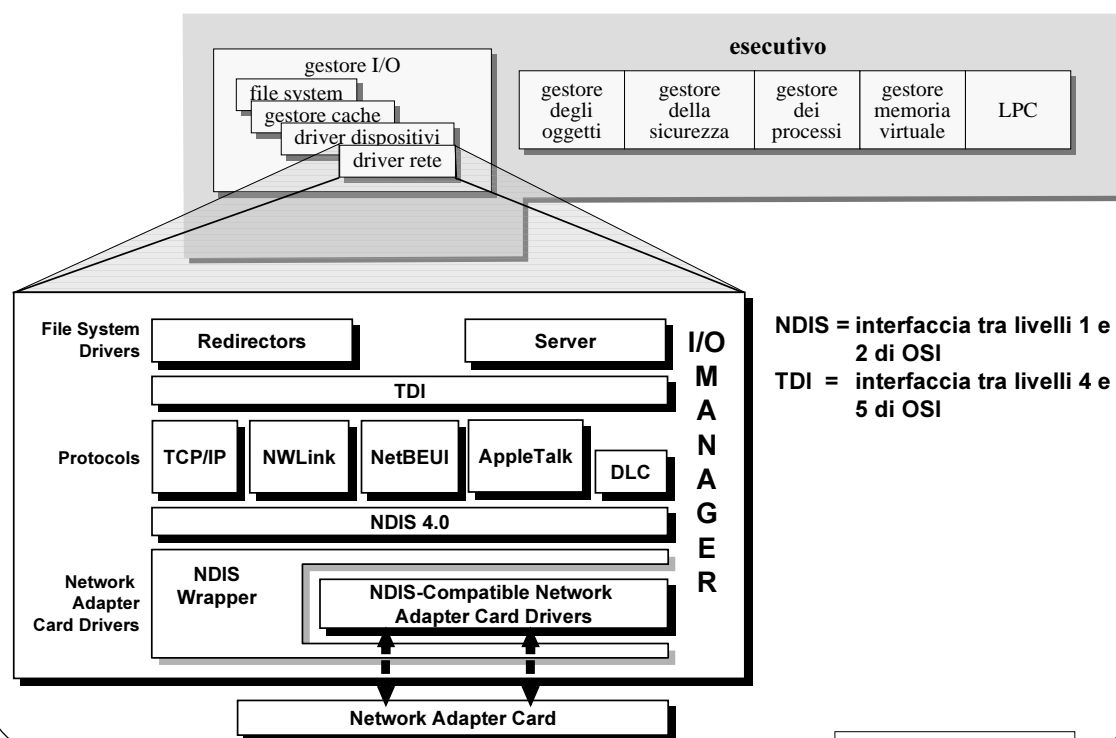 esecutivo
gestore I/O
file system
gestore cache
driver dispositivi
driver rete
gestore
degli
oggetti
gestore
della
sicurezza
gestore
dei
processi
gestore
memoria
virtuale
LPC
File System
Drivers
Redirectors
Server
TDI
Protocols
TCP/IP
NWLink
NetBEUI
AppleTalk
DLC
NDIS 4.0
Network
Adapter
Card Drivers
NDIS
Wrapper
NDIS-Compatible Network
Adapter Card Drivers
I/O
M
A
N
A
G
E
R
Network Adapter Card
NDIS = interfaccia tra livelli 1 e
2 di OSI
TDI = interfaccia tra livelli 4 e
5 di OSI